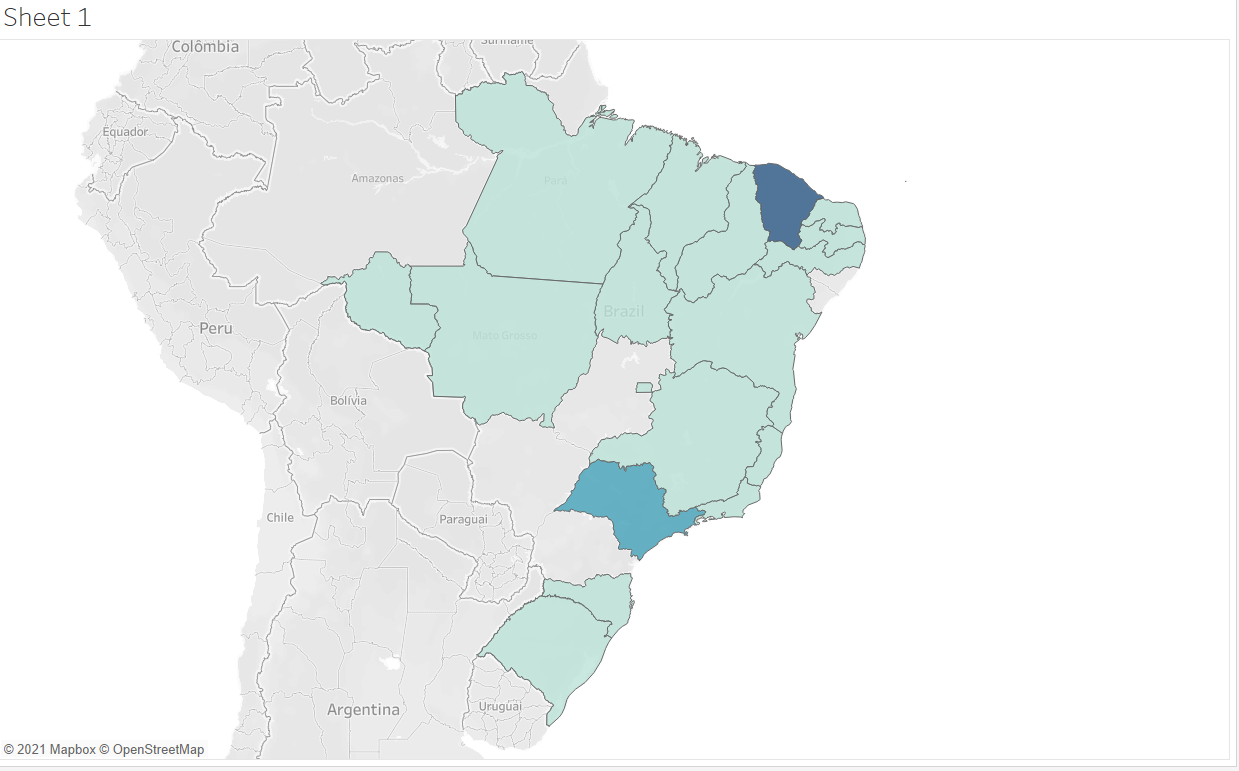 Sheet 1
Colômbia
Suriname
Equador
Amazonas
Pará
Brazil
Peru
Mato Grosso
Bolívia
Chile
Paraguai
Uruguai
Argentina
© 2021 Mapbox © OpenStreetMap